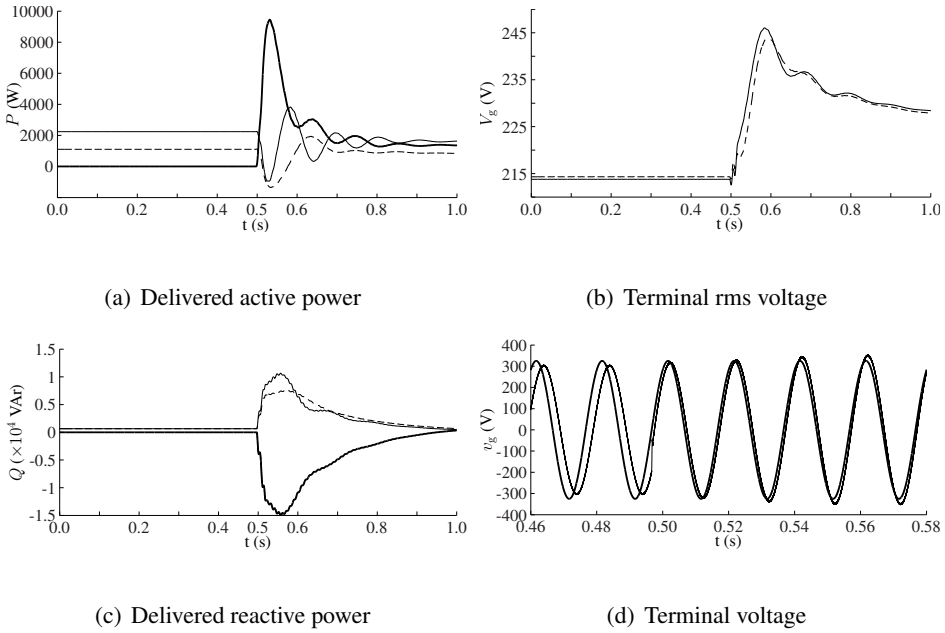 10000
8000
6000
4000
2000
0
P (W)
0.0 0.2 0.4 0.5 0.6 0.8 1.0
t (s)
(a) Delivered active power
245
235
225
215
Vg (V)
0.0 0.2 0.4 0.5 0.6 0.8 1.0
t (s)
(b) Terminal rms voltage
1.5
1
0.5
0
-0.5
-1
-1.5
Q (×10⁴ VAr)
0.0 0.2 0.4 0.5 0.6 0.8 1.0
t (s)
(c) Delivered reactive power
400
300
200
100
0
-100
-200
-300
-400
vg (V)
0.46 0.48 0.50 0.52 0.54 0.56 0.58
t (s)
(d) Terminal voltage